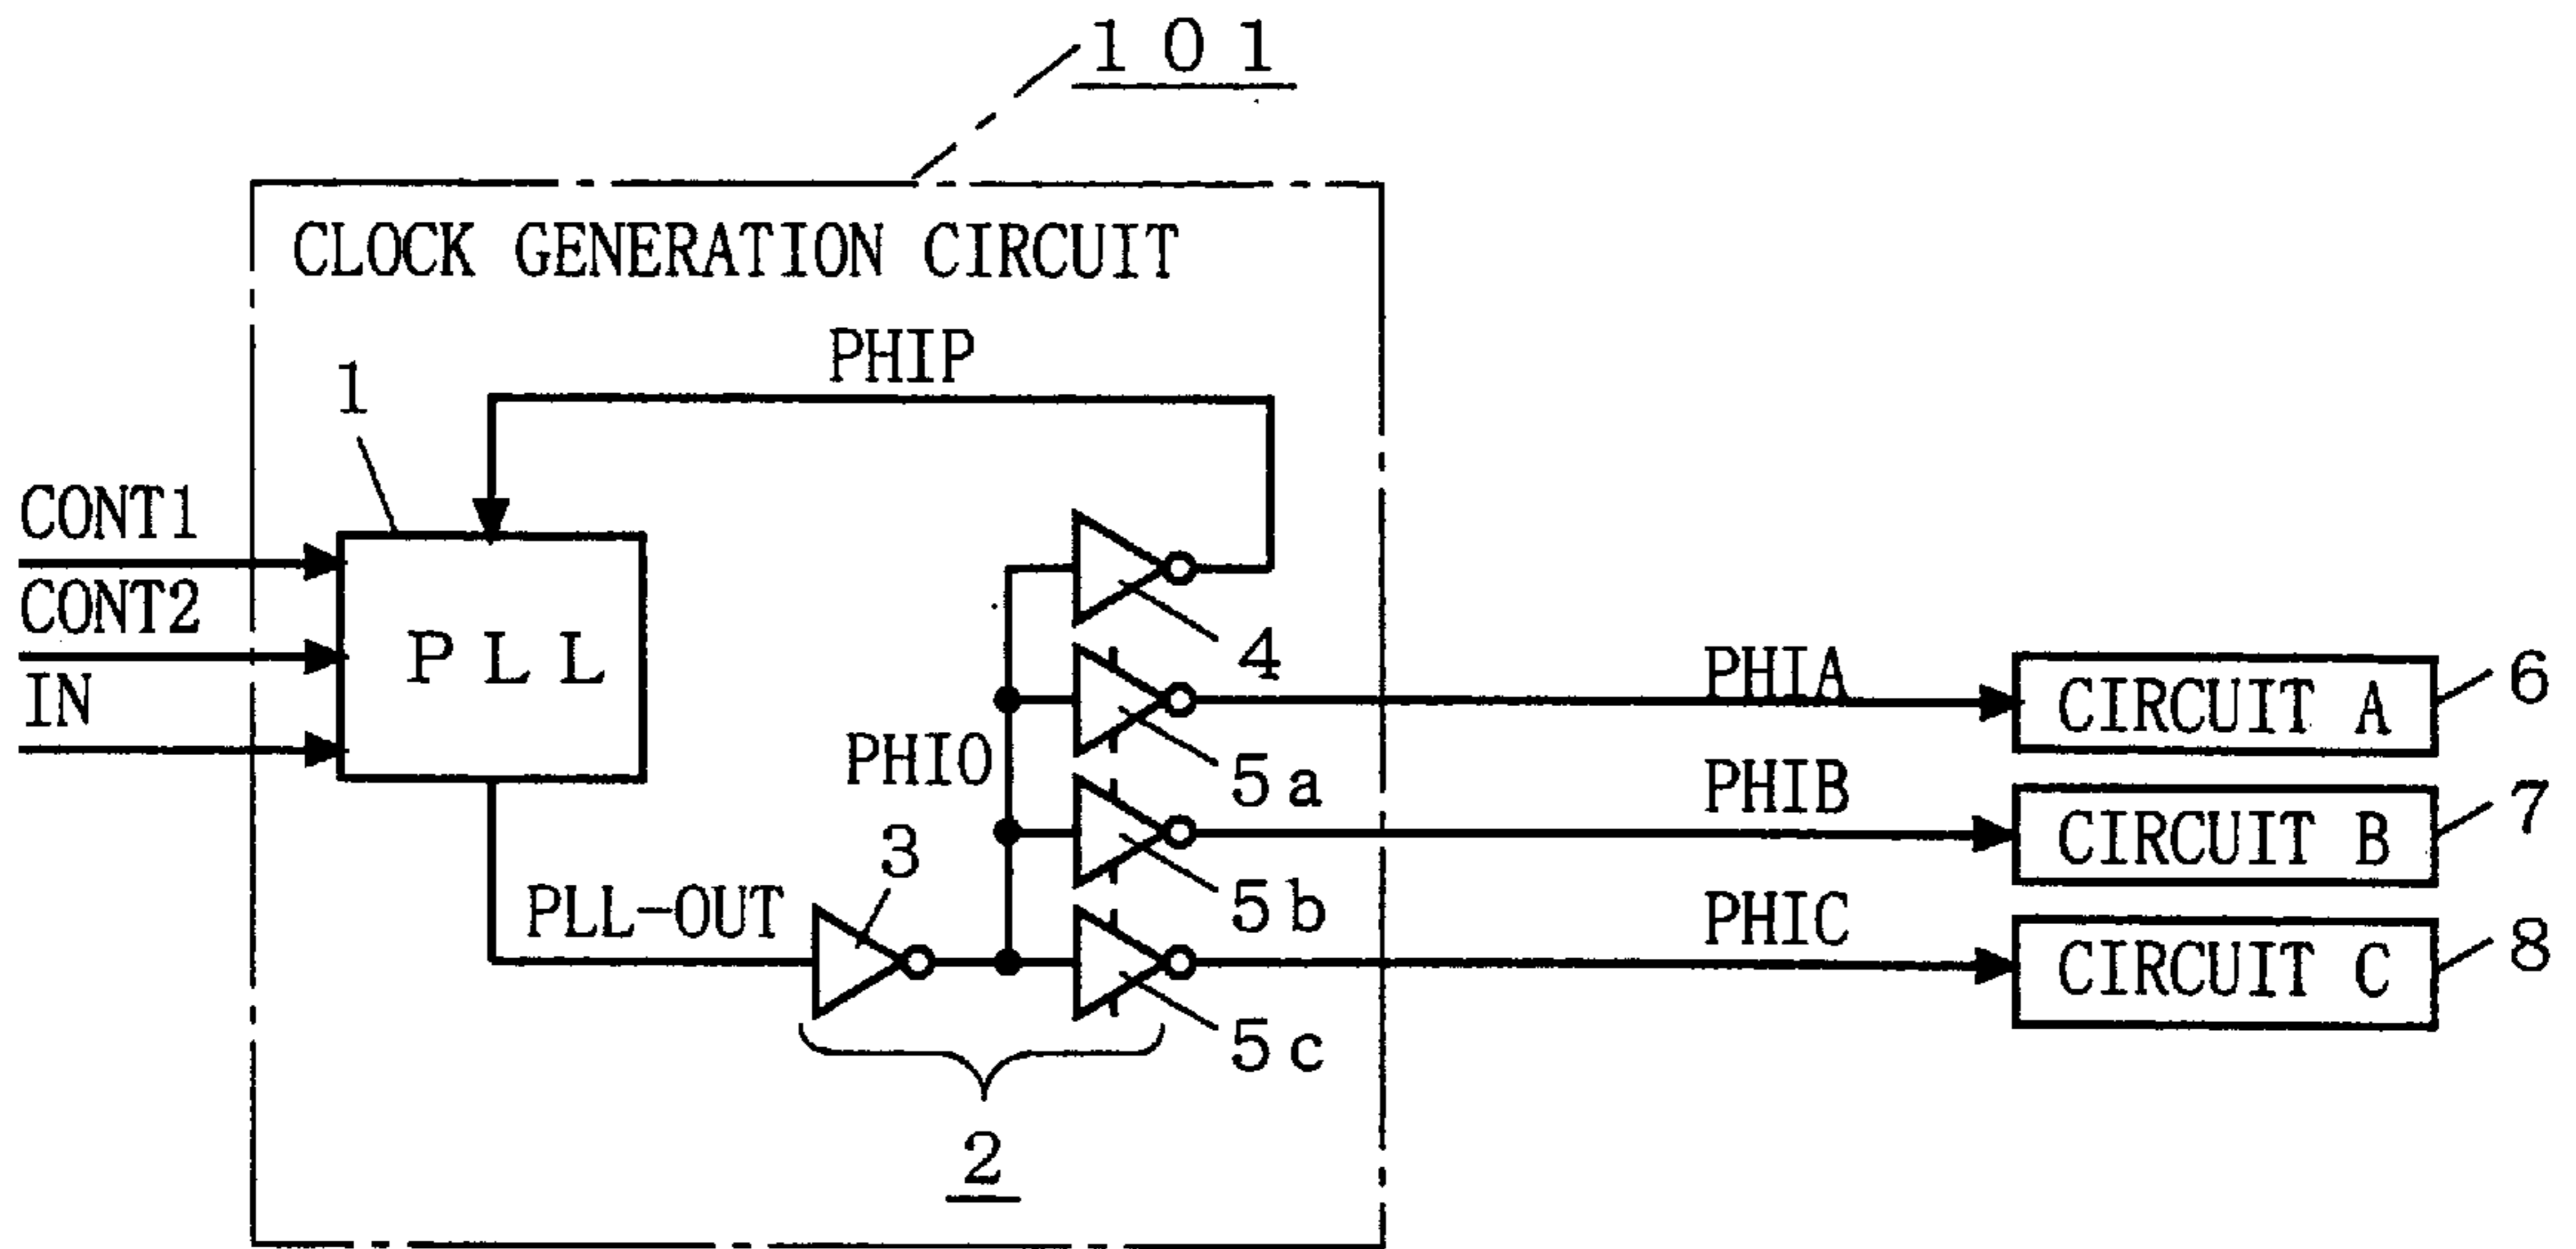 101
CLOCK GENERATION CIRCUIT
PHIP
1
CONT1
CONT2
IN
PLL
4
PHIA
CIRCUIT A
6
PHIO
5a
PHIB
CIRCUIT B
7
3
5b
PLL-OUT
PHIC
CIRCUIT C
8
5c
2